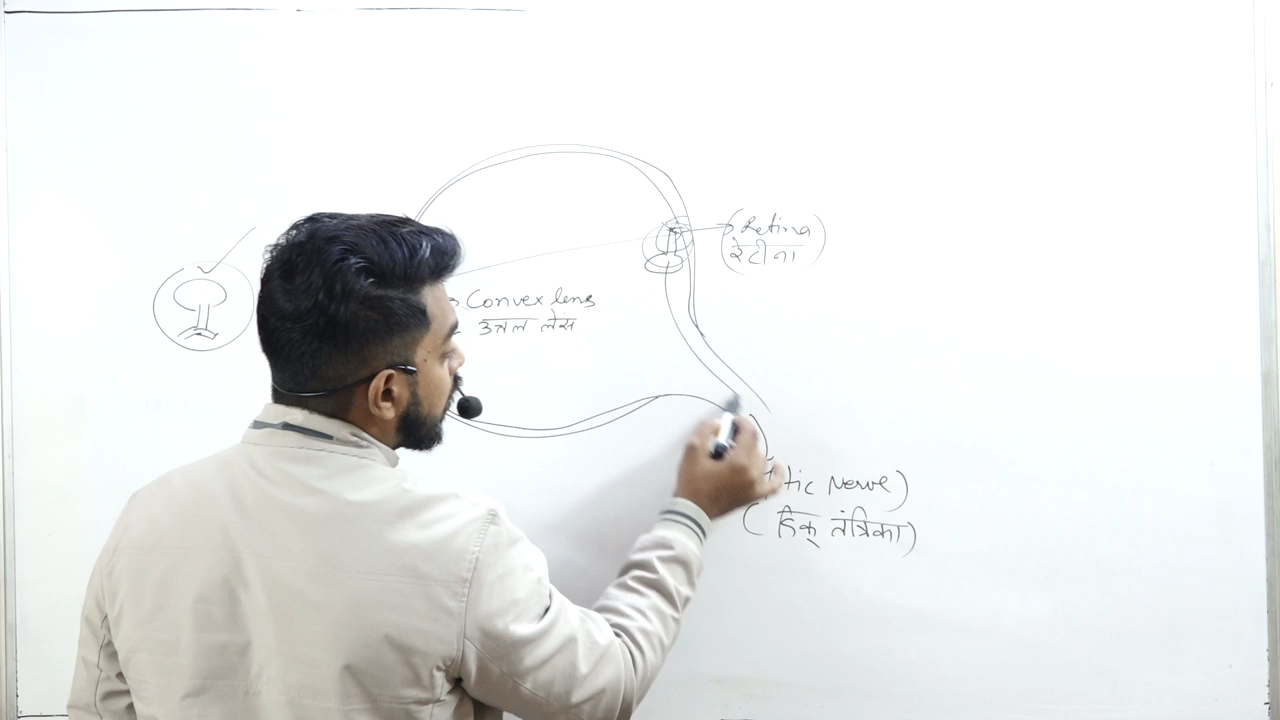 (Retina
रेटीना)
Convex lens
उत्तल लेंस
tic Nerve)
(दृिक् तंत्रिका)